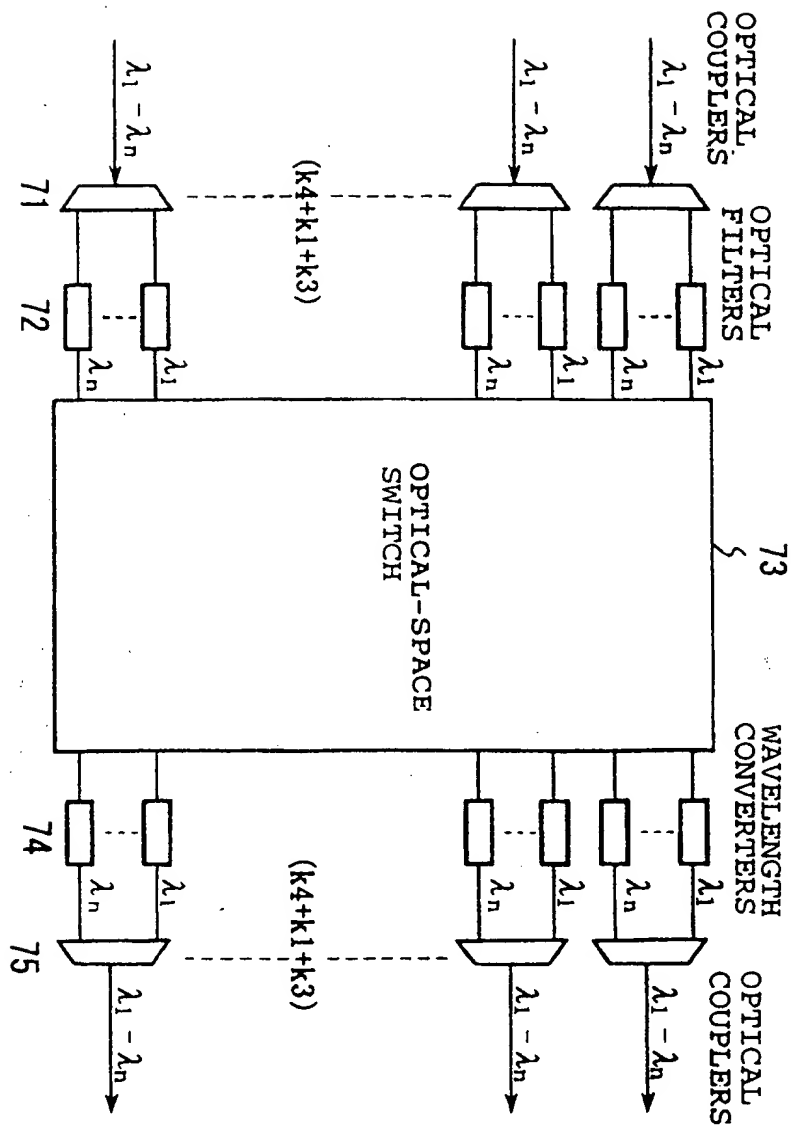 OPTICAL
COUPLERS
OPTICAL
FILTERS
73
WAVELENGTH
CONVERTERS
OPTICAL
COUPLERS
λ1 - λn
λ1
λn
λ1
λn
λ1 - λn
λ1 - λn
λ1
λn
λ1
λn
λ1 - λn
OPTICAL-SPACE
SWITCH
(k4+k1+k3)
(k4+k1+k3)
λ1 - λn
λ1
λn
λ1
λn
λ1 - λn
71
72
74
75